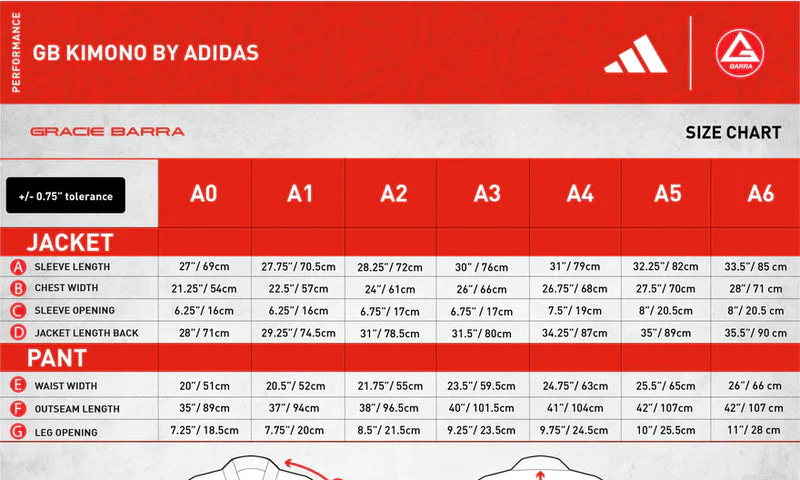 PERFORMANCE
GB KIMONO BY ADIDAS
BARRA
GRACIE BARRA
SIZE CHART
+/- 0.75" tolerance A0 A1 A2 A3 A4 A5 A6
JACKET
A SLEEVE LENGTH 27"/ 69cm 27.75"/ 70.5cm 28.25"/ 72cm 30"/ 76cm 31"/ 79cm 32.25"/ 82cm 33.5"/ 85 cm
B CHEST WIDTH 21.25"/ 54cm 22.5"/ 57cm 24"/ 61cm 26"/ 66cm 26.75"/ 68cm 27.5"/ 70cm 28"/ 71 cm
C SLEEVE OPENING 6.25"/ 16cm 6.25"/ 16cm 6.75"/ 17cm 6.75"/ 17cm 7.5"/ 19cm 8"/ 20.5cm 8"/ 20.5 cm
D JACKET LENGTH BACK 28"/ 71cm 29.25"/ 74.5cm 31"/ 78.5cm 31.5"/ 80cm 34.25"/ 87cm 35"/ 89cm 35.5"/ 90 cm
PANT
E WAIST WIDTH 20"/ 51cm 20.5"/ 52cm 21.75"/ 55cm 23.5"/ 59.5cm 24.75"/ 63cm 25.5"/ 65cm 26"/ 66 cm
F OUTSEAM LENGTH 35"/ 89cm 37"/ 94cm 38"/ 96.5cm 40"/ 101.5cm 41"/ 104cm 42"/ 107cm 42"/ 107 cm
G LEG OPENING 7.25"/ 18.5cm 7.75"/ 20cm 8.5"/ 21.5cm 9.25"/ 23.5cm 9.75"/ 24.5cm 10"/ 25.5cm 11"/ 28 cm